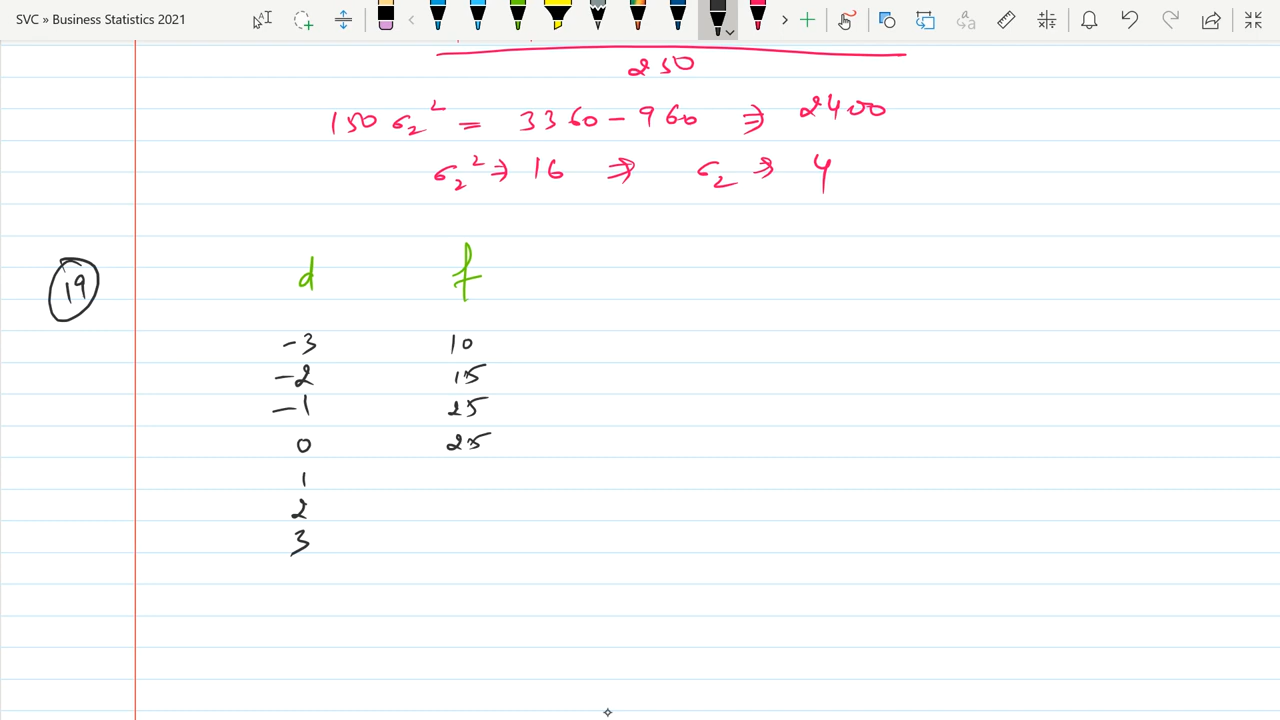 SVC » Business Statistics 2021
250
150 σ₂² = 3360 – 960 ⇒ 2400
σ₂² ⇒ 16 ⇒ σ₂ ⇒ 4
19 d f
-3 10
-2 15
-1 25
0 25
1
2
3